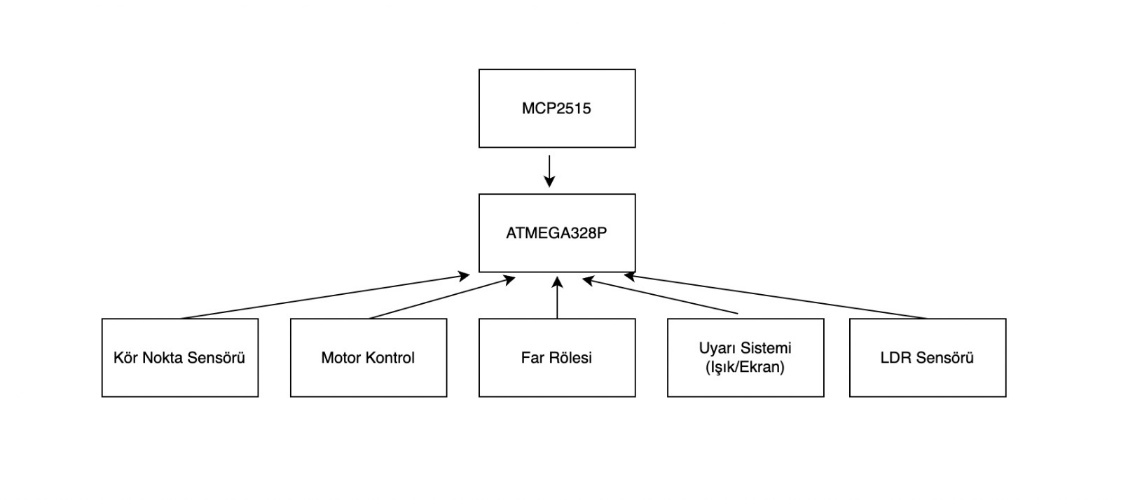 MCP2515
ATMEGA328P
Kör Nokta Sensörü
Motor Kontrol
Far Rölesi
Uyarı Sistemi
(Işık/Ekran)
LDR Sensörü